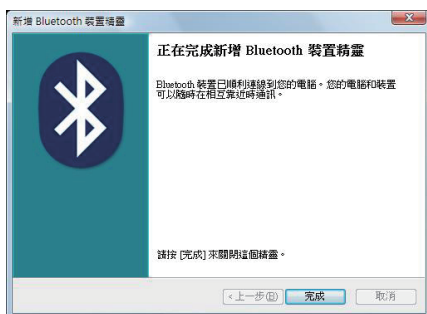 新增 Bluetooth 裝置精靈
正在完成新增 Bluetooth 裝置精靈
Bluetooth 裝置已順利連線到您的電腦。您的電腦和裝置
可以隨時在相互靠近時通訊。
請按 [完成] 來關閉這個精靈。
<上一步(B) 完成 取消